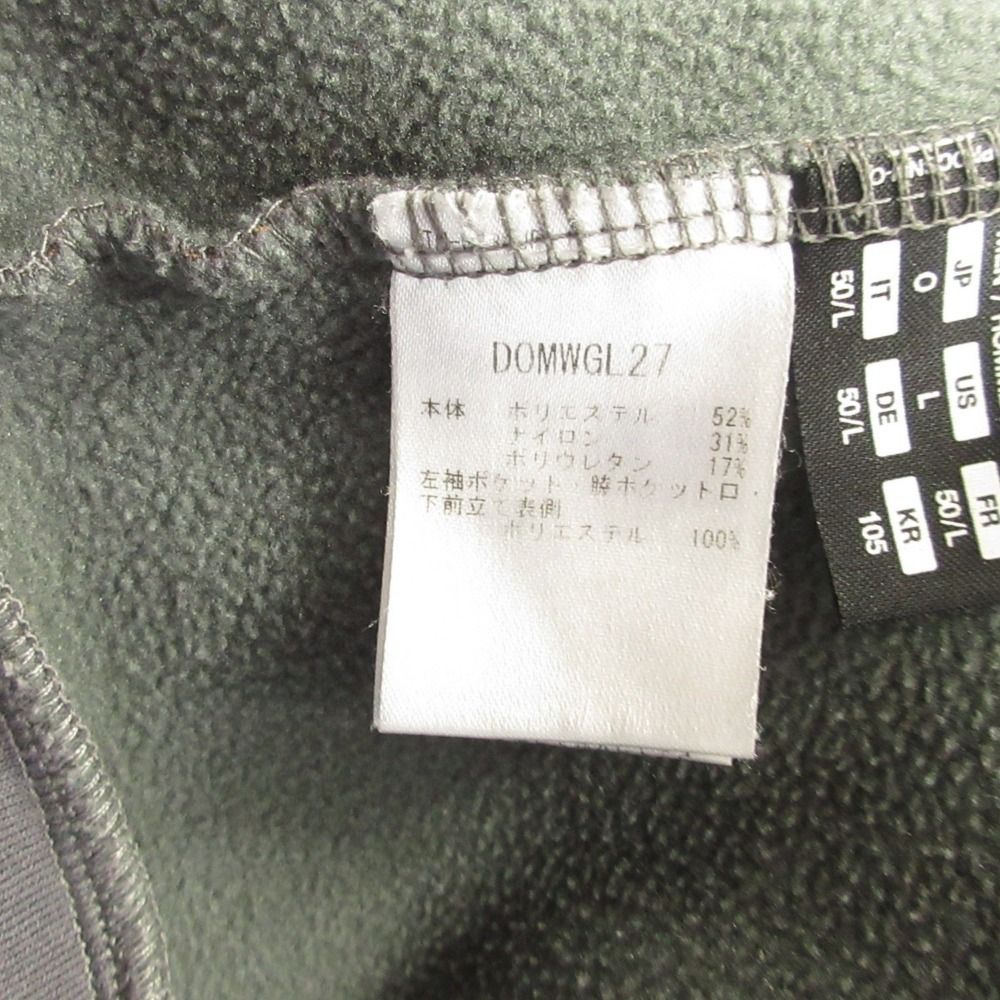 DOMWGL27
本体 ポリエステル 52%
ナイロン 31%
ポリウレタン 17%
左袖ポケット・脇ポケット口・
下前立て表側
ポリエステル 100%
JP US FR
O L 50/L
IT DE KR
50/L 50/L 105